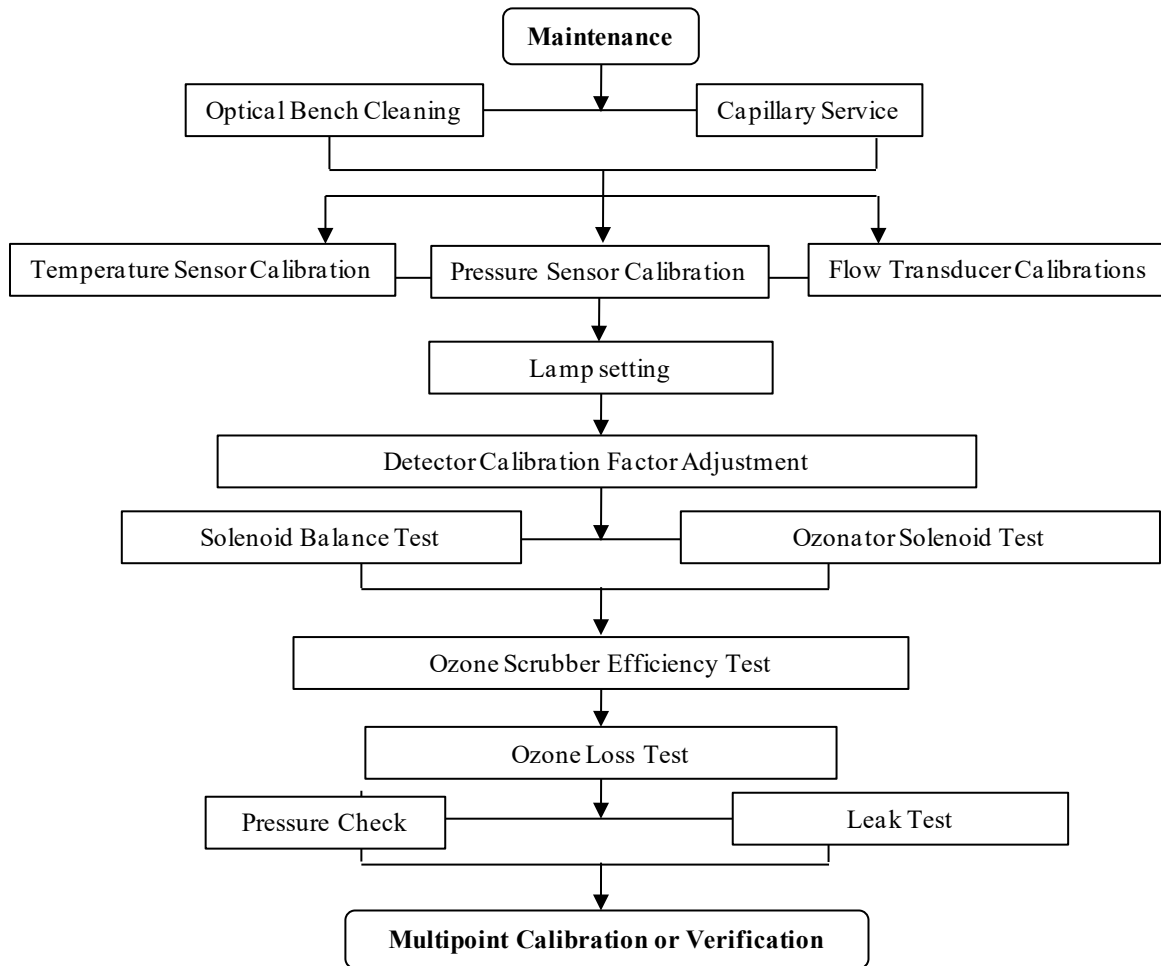 Maintenance
Optical Bench Cleaning
Capillary Service
Temperature Sensor Calibration
Pressure Sensor Calibration
Flow Transducer Calibrations
Lamp setting
Detector Calibration Factor Adjustment
Solenoid Balance Test
Ozonator Solenoid Test
Ozone Scrubber Efficiency Test
Ozone Loss Test
Pressure Check
Leak Test
Multipoint Calibration or Verification